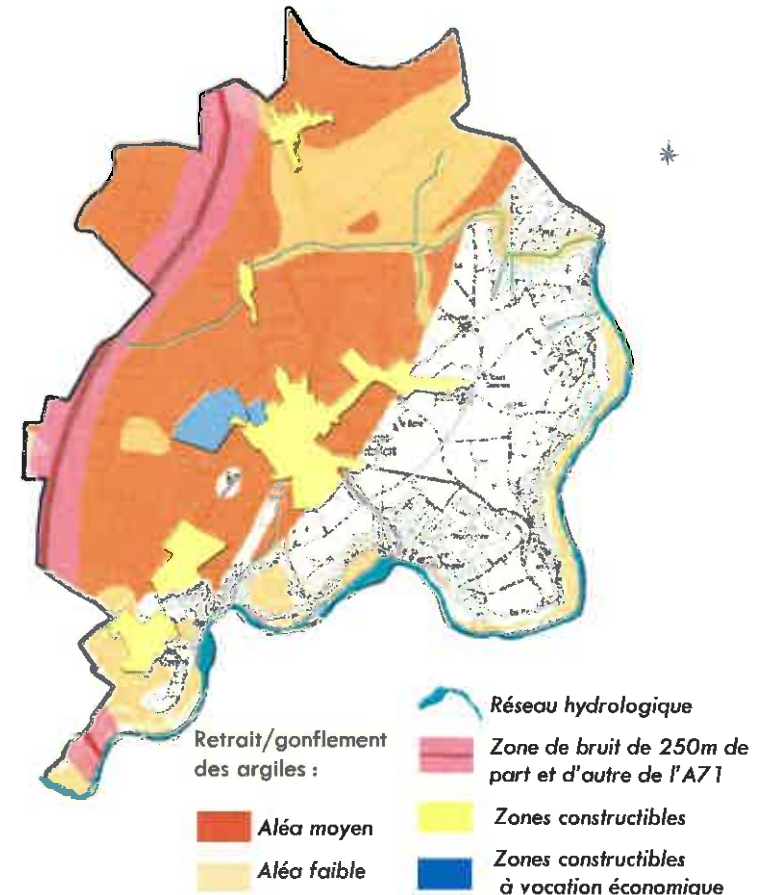 Retrait/gonflement
des argiles :
Aléa moyen
Aléa faible
Réseau hydrologique
Zone de bruit de 250m de
part et d'autre de l'A71
Zones constructibles
Zones constructibles
à vocation économique